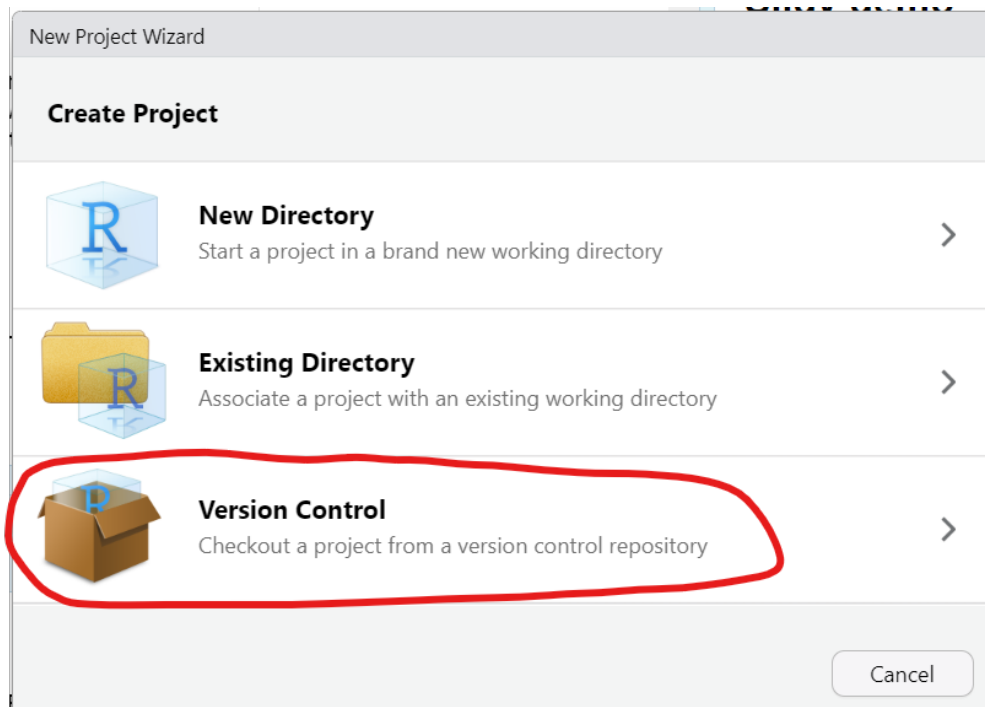 New Project Wizard
Create Project
R
New Directory
Start a project in a brand new working directory
R
Existing Directory
Associate a project with an existing working directory
R
Version Control
Checkout a project from a version control repository
Cancel